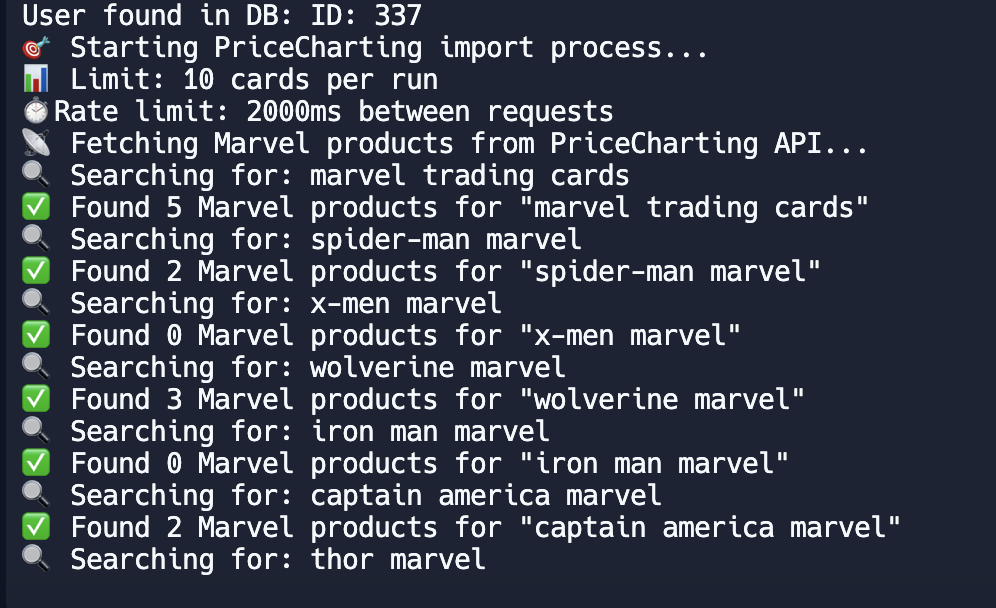 User found in DB: ID: 337
🎯 Starting PriceCharting import process...
📊 Limit: 10 cards per run
⏱️Rate limit: 2000ms between requests
📡 Fetching Marvel products from PriceCharting API...
🔍 Searching for: marvel trading cards
✅ Found 5 Marvel products for "marvel trading cards"
🔍 Searching for: spider-man marvel
✅ Found 2 Marvel products for "spider-man marvel"
🔍 Searching for: x-men marvel
✅ Found 0 Marvel products for "x-men marvel"
🔍 Searching for: wolverine marvel
✅ Found 3 Marvel products for "wolverine marvel"
🔍 Searching for: iron man marvel
✅ Found 0 Marvel products for "iron man marvel"
🔍 Searching for: captain america marvel
✅ Found 2 Marvel products for "captain america marvel"
🔍 Searching for: thor marvel